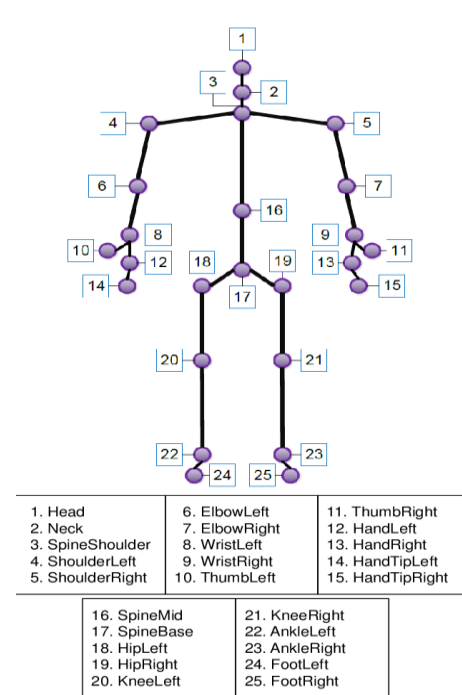 1
3
2
4
5
6
7
16
8
9
10
11
12
13
18
19
14
15
17
20
21
22
23
24
25
1. Head
2. Neck
3. SpineShoulder
4. ShoulderLeft
5. ShoulderRight
6. ElbowLeft
7. ElbowRight
8. WristLeft
9. WristRight
10. ThumbLeft
11. ThumbRight
12. HandLeft
13. HandRight
14. HandTipLeft
15. HandTipRight
16. SpineMid
17. SpineBase
18. HipLeft
19. HipRight
20. KneeLeft
21. KneeRight
22. AnkleLeft
23. AnkleRight
24. FootLeft
25. FootRight